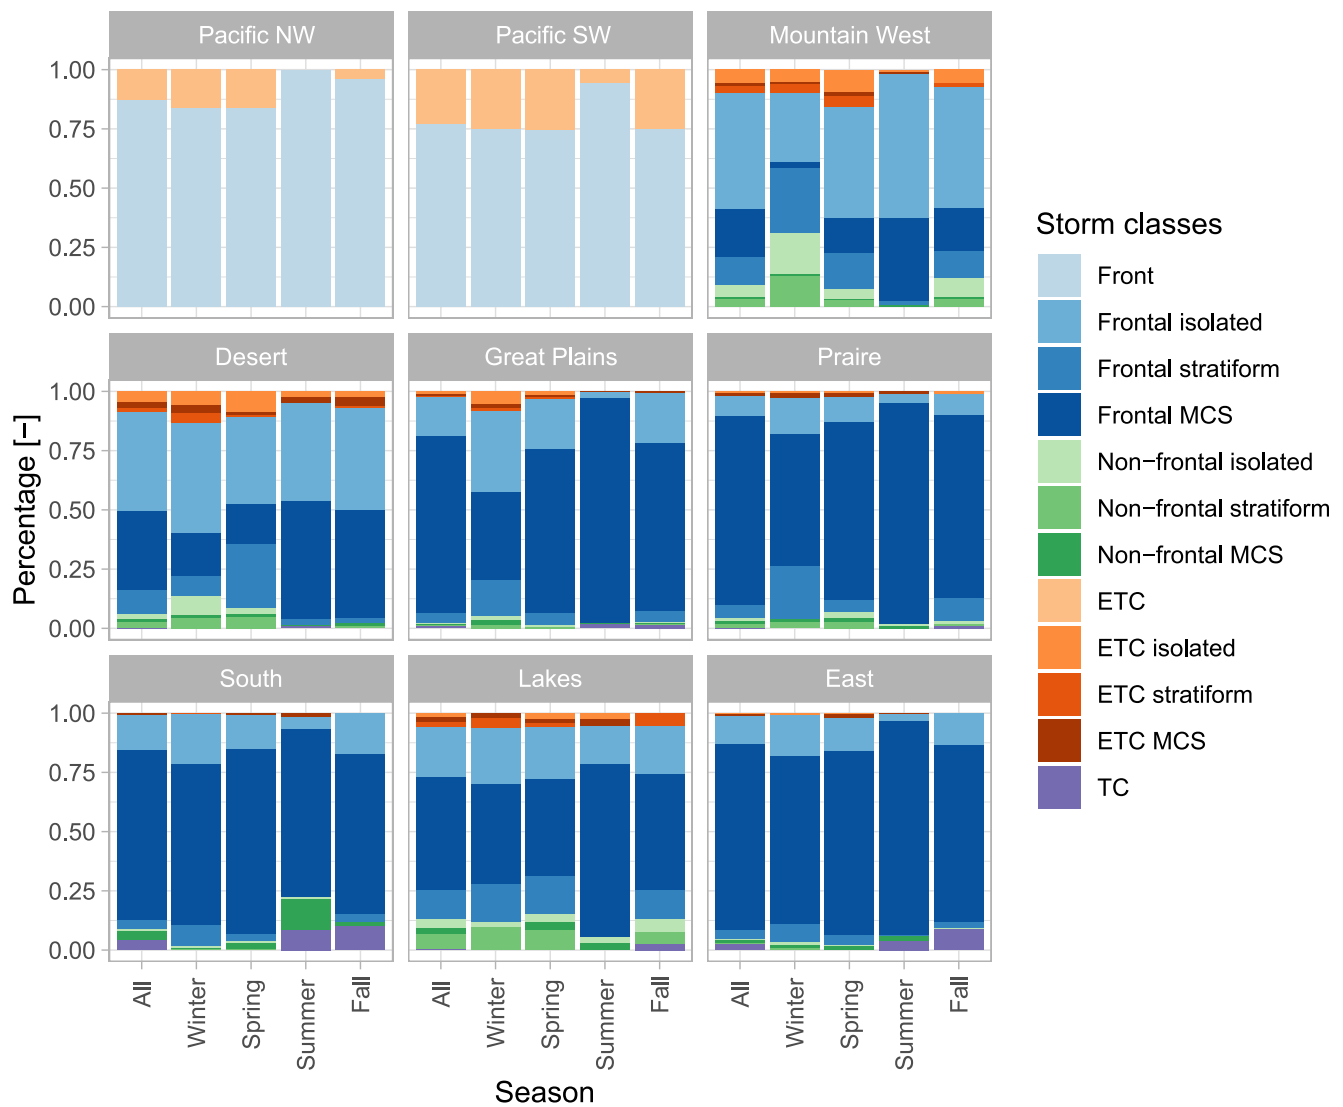 Pacific NW
Pacific SW
Mountain West
1.00
0.75
0.50
0.25
0.00
Desert
Great Plains
Praire
1.00
0.75
0.50
0.25
0.00
South
Lakes
East
1.00
0.75
0.50
0.25
0.00
All
Winter
Spring
Summer
Fall
All
Winter
Spring
Summer
Fall
All
Winter
Spring
Summer
Fall
Season
Percentage [−]
Storm classes
Front
Frontal isolated
Frontal stratiform
Frontal MCS
Non−frontal isolated
Non−frontal stratiform
Non−frontal MCS
ETC
ETC isolated
ETC stratiform
ETC MCS
TC